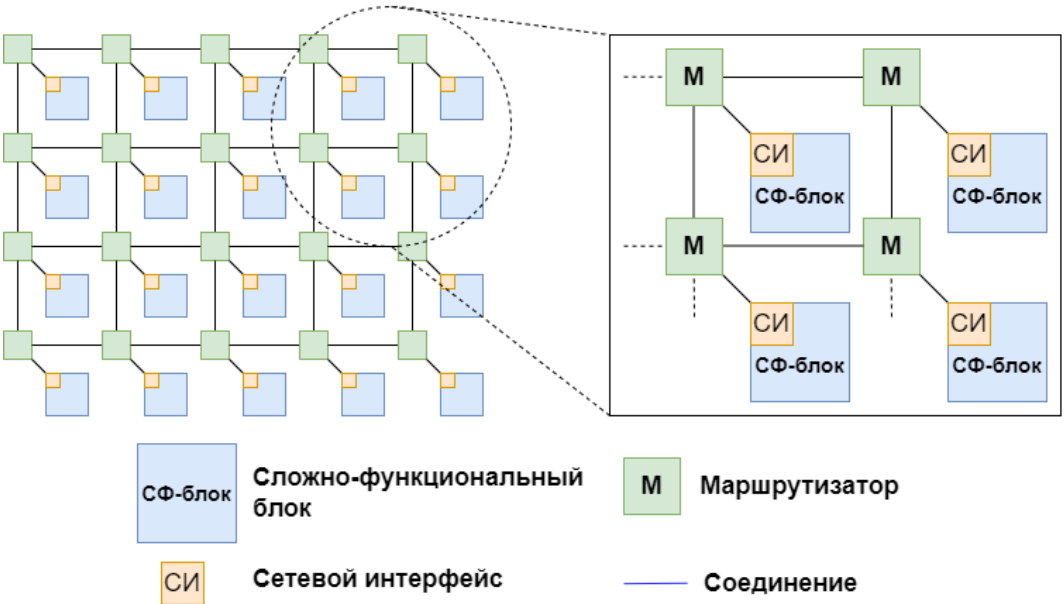 М М
СИ СИ
СФ-блок СФ-блок
М М
СИ СИ
СФ-блок СФ-блок
СФ-блок Сложно-функциональный
блок
М Маршрутизатор
СИ Сетевой интерфейс
Соединение